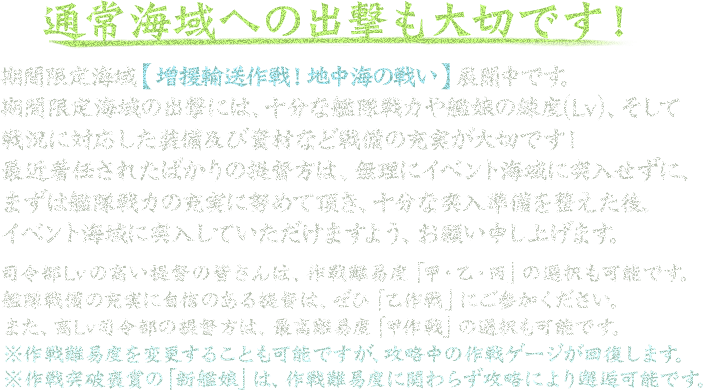 通常海域への出撃も大切です！
期間限定海域【増援輸送作戦！地中海の戦い】展開中です。
期間限定海域の出撃には、十分な艦隊戦力や艦娘の練度(Lv)、そして
戦況に対応した装備及び資材など戦備の充実が大切です！
最近着任されたばかりの提督方は、無理にイベント海域に突入せずに、
まずは艦隊戦力の充実に努めて頂き、十分な突入準備を整えた後、
イベント海域に突入していただけますよう、お願い申し上げます。
司令部Lvの高い提督の皆さんは、作戦難易度「甲・乙・丙」の選択も可能です。
艦隊戦備の充実に自信のある提督は、ぜひ「乙作戦」にご参加ください。
また、高Lv司令部の提督方は、最高難易度「甲作戦」の選択も可能です。
※作戦難易度を変更することも可能ですが、攻略中の作戦ゲージが回復します。
※作戦突破褒賞の「新艦娘」は、作戦難易度に関わらず攻略により邂逅可能です。